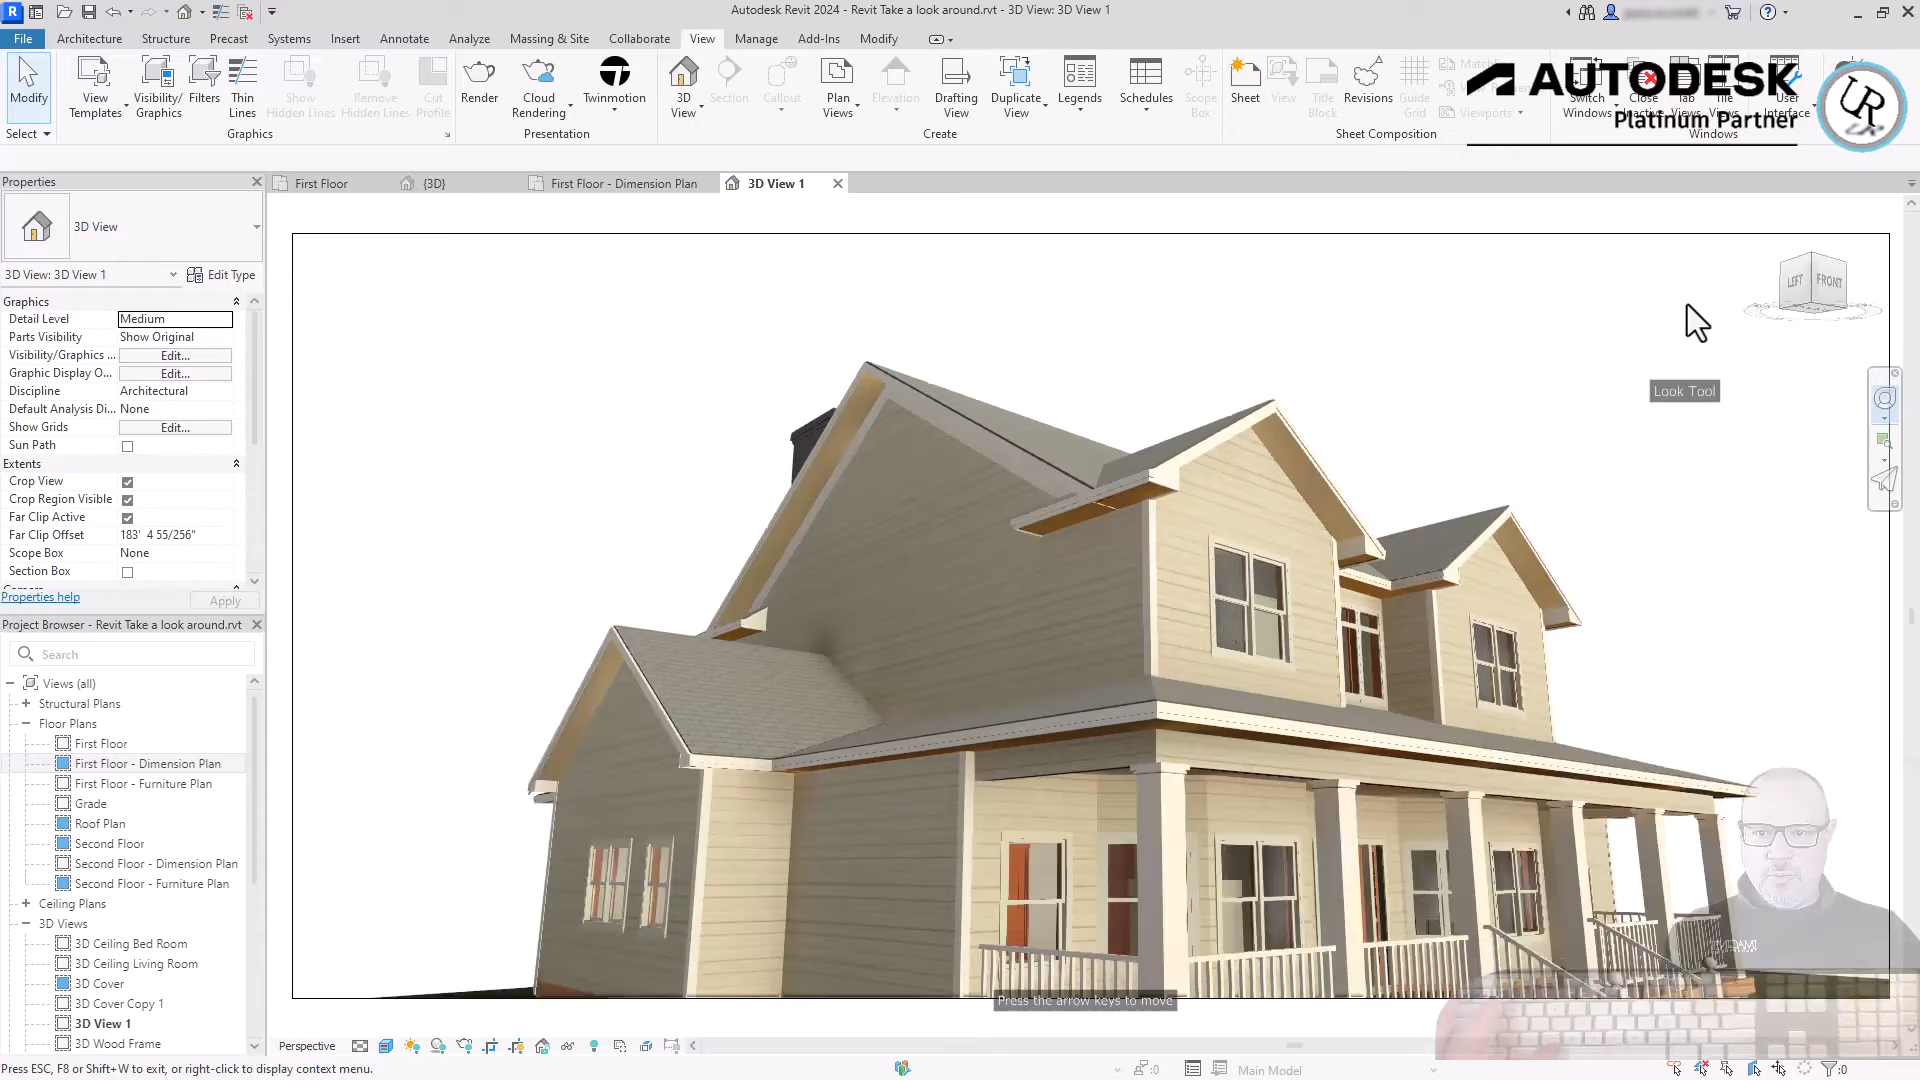 Autodesk Revit 2024 - Revit Take a look around.rvt - 3D View: 3D View 1
File Architecture Structure Precast Systems Insert Annotate Analyze Massing & Site Collaborate View Manage Add-Ins Modify
Modify
View Templates
Visibility/ Graphics
Filters
Thin Lines
Show Hidden Lines
Remove Hidden Lines
Cut Profile
Render
Cloud Rendering
Twinmotion
3D View
Section
Callout
Plan Views
Elevation
Drafting View
Duplicate View
Legends
Schedules
Scope Box
Sheet
View
Title Block
Revisions
Guide Grid
Viewports
Switch Windows
Close Inactive
Tab Views
Tile Views
User Interface
AUTODESK
Platinum Partner
UR
Select Graphics Presentation Create Sheet Composition Windows
Properties
First Floor {3D} First Floor - Dimension Plan 3D View 1
3D View
3D View: 3D View 1 Edit Type
Graphics
Detail Level Medium
Parts Visibility Show Original
Visibility/Graphics ... Edit...
Graphic Display O... Edit...
Discipline Architectural
Default Analysis Di... None
Show Grids Edit...
Sun Path
Extents
Crop View
Crop Region Visible
Far Clip Active
Far Clip Offset 183' 4 55/256"
Scope Box None
Section Box
Properties help Apply
LEFT FRONT
Look Tool
Project Browser - Revit Take a look around.rvt
Search
Views (all)
Structural Plans
Floor Plans
First Floor
First Floor - Dimension Plan
First Floor - Furniture Plan
Grade
Roof Plan
Second Floor
Second Floor - Dimension Plan
Second Floor - Furniture Plan
Ceiling Plans
3D Views
3D Ceiling Bed Room
3D Ceiling Living Room
3D Cover
3D Cover Copy 1
3D View 1
3D Wood Frame
Press the arrow keys to move
Perspective
Press ESC, F8 or Shift+W to exit, or right-click to display context menu.
:0
Main Model
:0